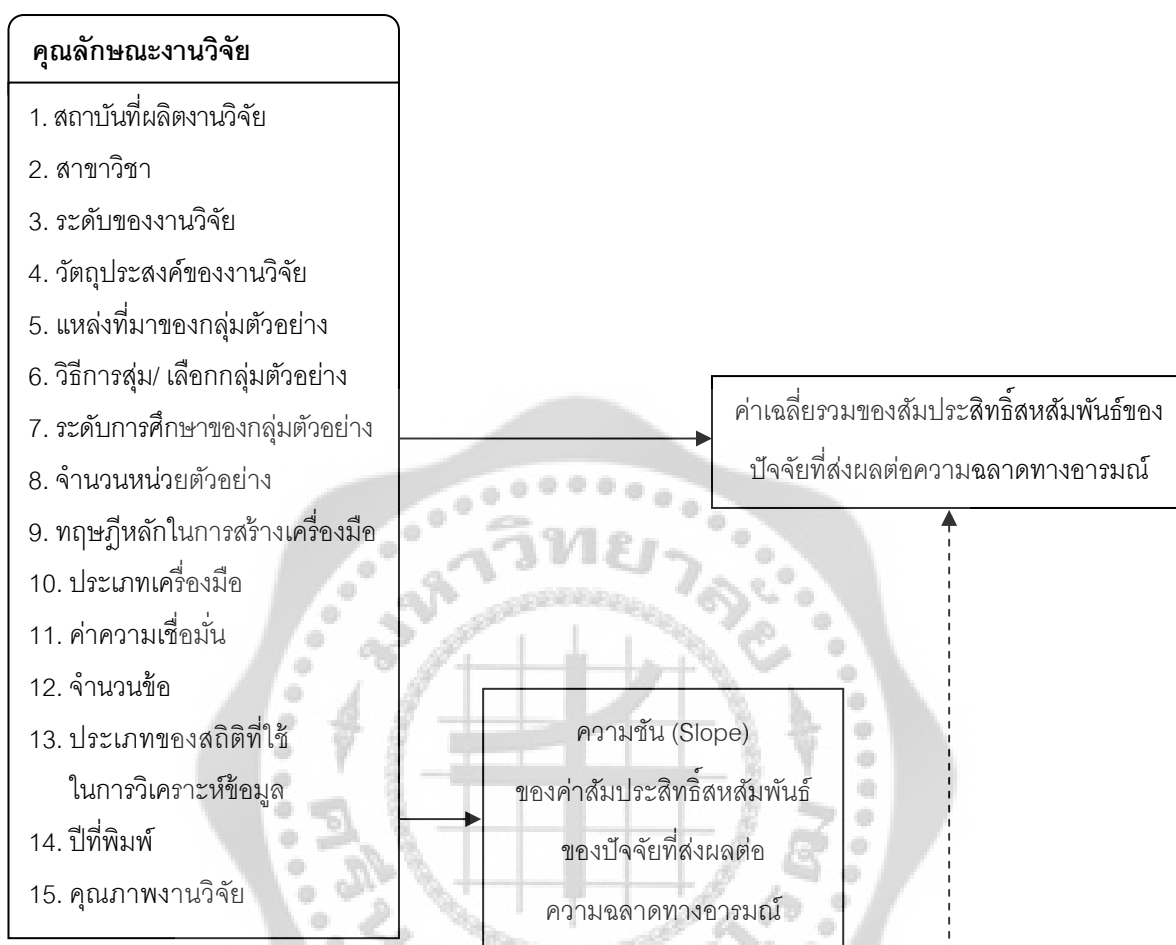 คุณลักษณะงานวิจัย
1. สถาบันที่ผลิตงานวิจัย
2. สาขาวิชา
3. ระดับของงานวิจัย
4. วัตถุประสงค์ของงานวิจัย
5. แหล่งที่มาของกลุ่มตัวอย่าง
6. วิธีการสุ่ม/ เลือกกลุ่มตัวอย่าง
7. ระดับการศึกษาของกลุ่มตัวอย่าง
8. จำนวนหน่วยตัวอย่าง
9. ทฤษฎีหลักในการสร้างเครื่องมือ
10. ประเภทเครื่องมือ
11. ค่าความเชื่อมั่น
12. จำนวนข้อ
13. ประเภทของสถิติที่ใช้
ในการวิเคราะห์ข้อมูล
14. ปีที่พิมพ์
15. คุณภาพงานวิจัย
ค่าเฉลี่ยรวมของสัมประสิทธิ์สหสัมพันธ์ของ
ปัจจัยที่ส่งผลต่อความฉลาดทางอารมณ์
ความชัน (Slope)
ของค่าสัมประสิทธิ์สหสัมพันธ์
ของปัจจัยที่ส่งผลต่อ
ความฉลาดทางอารมณ์
มหาวิทยาลัย